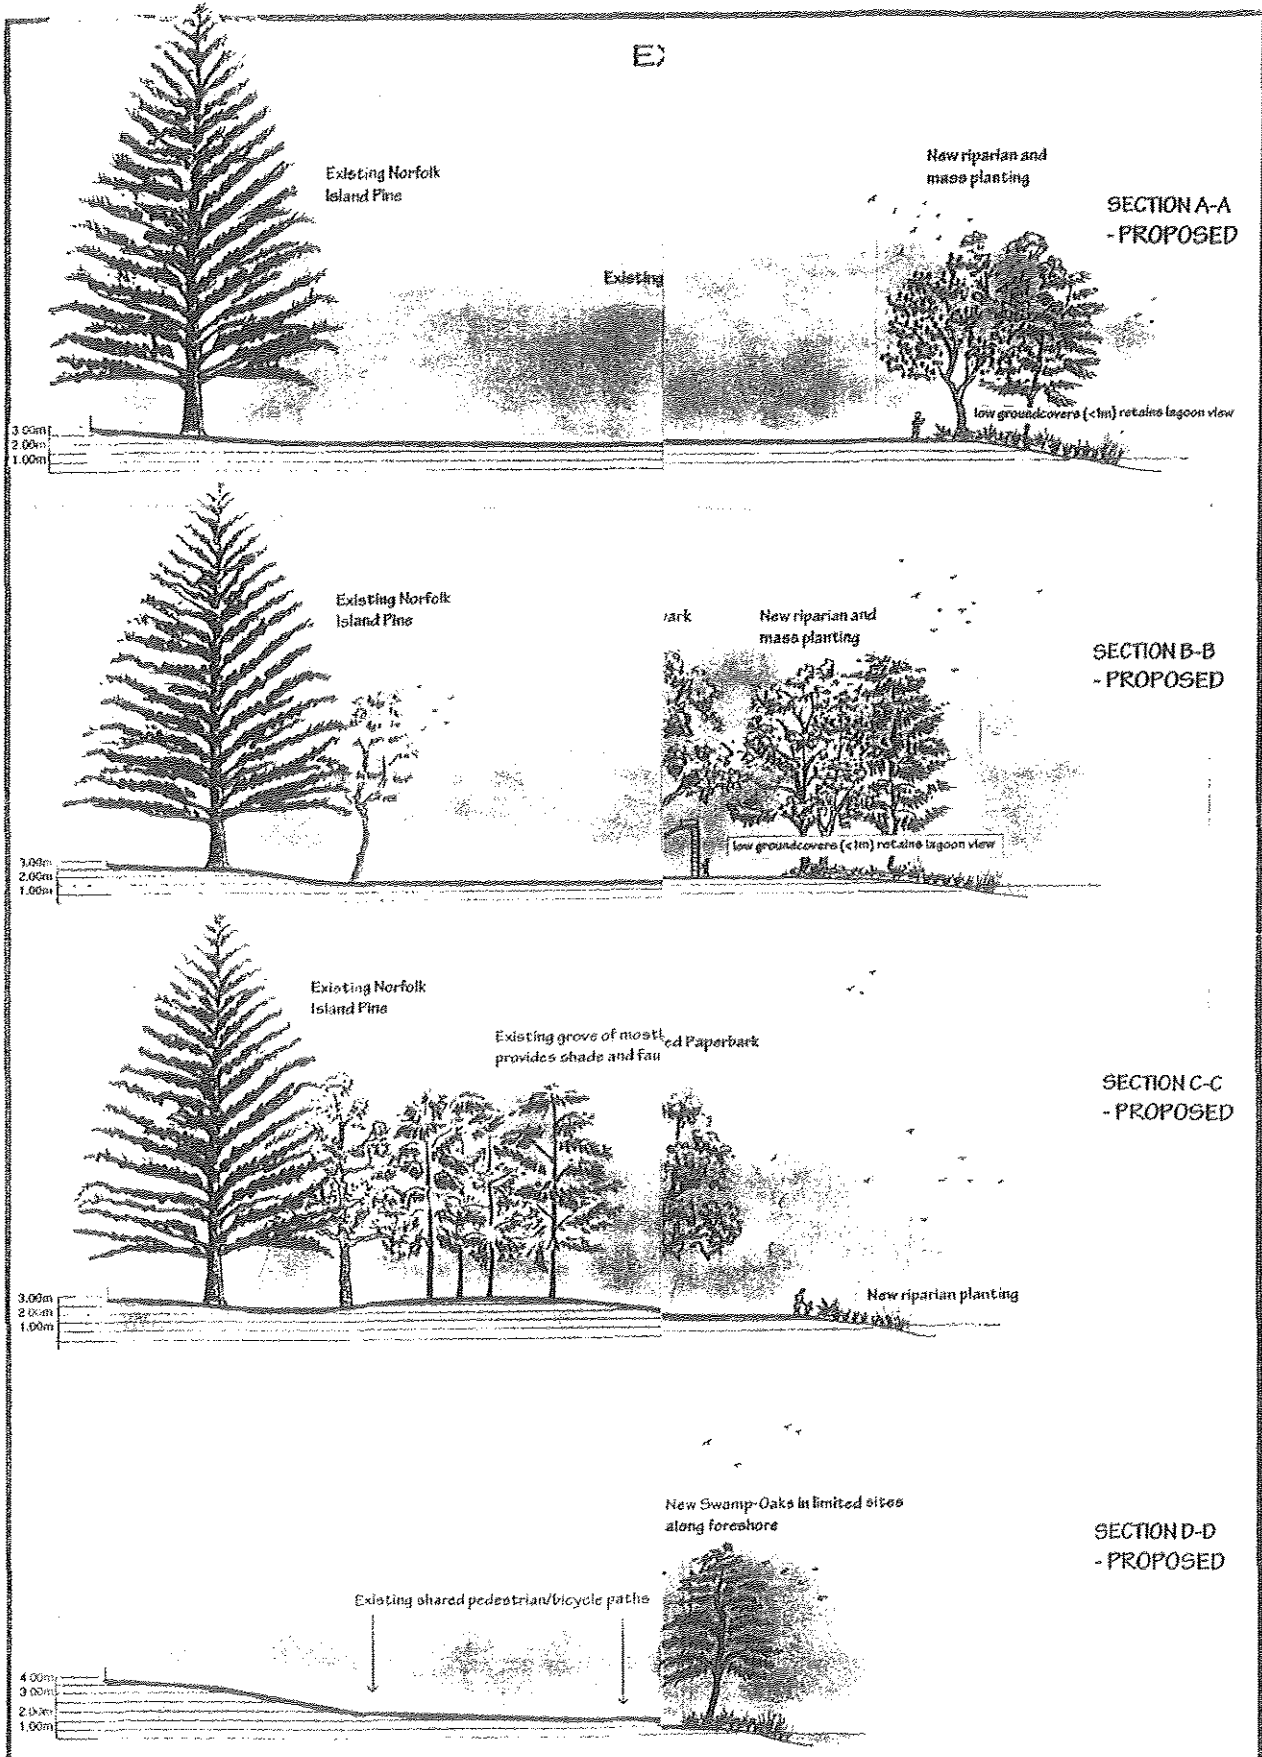 EX
Existing Norfolk
Island Pine
New riparian and
mass planting
SECTION A-A
- PROPOSED
Existing
low groundcovers (<1m) retains lagoon view
3.00m
2.00m
1.00m
Existing Norfolk
Island Pine
New riparian and
mass planting
SECTION B-B
- PROPOSED
low groundcovers (<1m) retains lagoon view
3.00m
2.00m
1.00m
Existing Norfolk
Island Pine
Existing grove of mostl
ed Paperbark
provides shade and fau
SECTION C-C
- PROPOSED
New riparian planting
3.00m
2.00m
1.00m
New Swamp-Oaks in limited sites
along foreshore
SECTION D-D
- PROPOSED
Existing shared pedestrian/bicycle paths
4.00m
3.00m
2.00m
1.00m